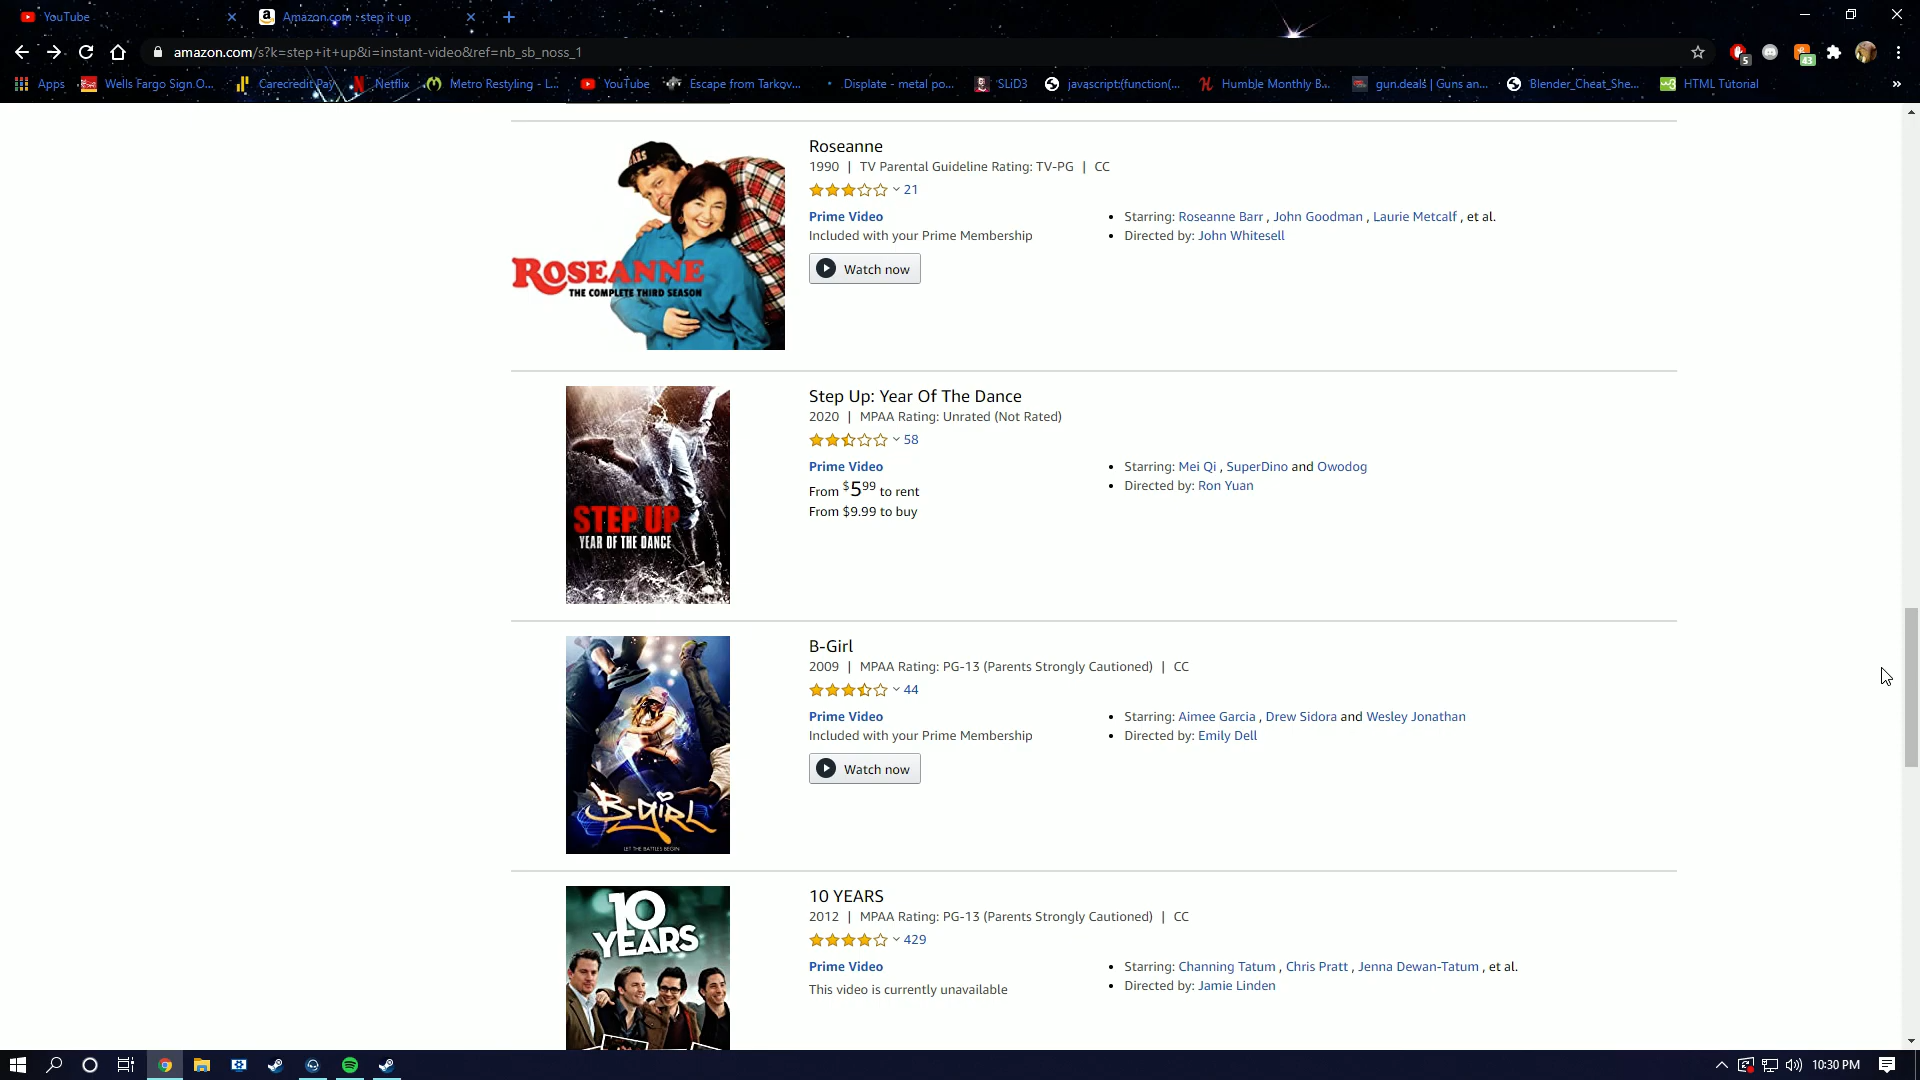 YouTube
Amazon.com : step it up
amazon.com/s?k=step+it+up&i=instant-video&ref=nb_sb_noss_1
5
43
Apps
Wells Fargo Sign O...
Carecredit Pay
Netflix
Metro Restyling - L...
YouTube
Escape from Tarkov...
Displate - metal po...
'SLiD3
javascript:(function(...
Humble Monthly B...
gun.deals | Guns an...
Blender_Cheat_She...
HTML Tutorial
»
Roseanne
1990 | TV Parental Guideline Rating: TV-PG | CC
21
Prime Video
Included with your Prime Membership
Watch now
• Starring: Roseanne Barr , John Goodman , Laurie Metcalf , et al.
• Directed by: John Whitesell
ROSEANNE
THE COMPLETE THIRD SEASON
Step Up: Year Of The Dance
2020 | MPAA Rating: Unrated (Not Rated)
58
Prime Video
From $5.99 to rent
From $9.99 to buy
• Starring: Mei Qi , SuperDino and Owodog
• Directed by: Ron Yuan
STEP UP
YEAR OF THE DANCE
B-Girl
2009 | MPAA Rating: PG-13 (Parents Strongly Cautioned) | CC
44
Prime Video
Included with your Prime Membership
Watch now
• Starring: Aimee Garcia , Drew Sidora and Wesley Jonathan
• Directed by: Emily Dell
B-GIRL
LET THE BATTLES BEGIN
10 YEARS
2012 | MPAA Rating: PG-13 (Parents Strongly Cautioned) | CC
429
Prime Video
This video is currently unavailable
• Starring: Channing Tatum , Chris Pratt , Jenna Dewan-Tatum , et al.
• Directed by: Jamie Linden
10
YEARS
10:30 PM